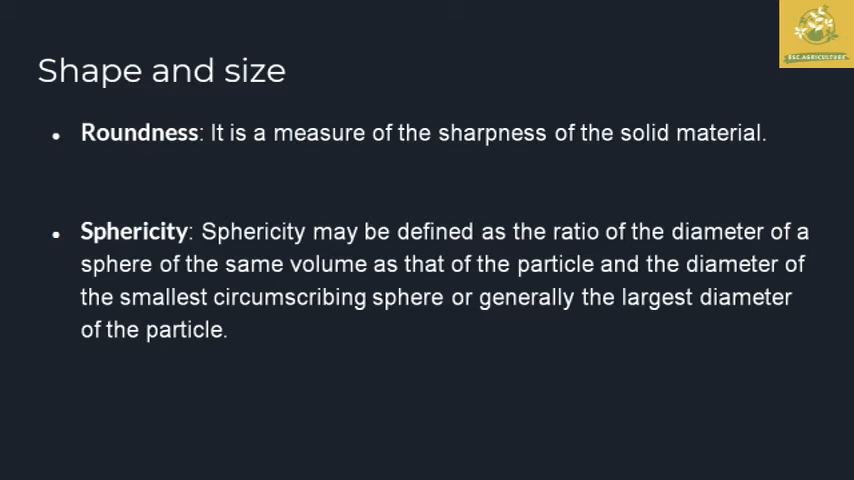 BSC.AGRICULTURE
Shape and size
• Roundness: It is a measure of the sharpness of the solid material.
• Sphericity: Sphericity may be defined as the ratio of the diameter of a
sphere of the same volume as that of the particle and the diameter of
the smallest circumscribing sphere or generally the largest diameter
of the particle.